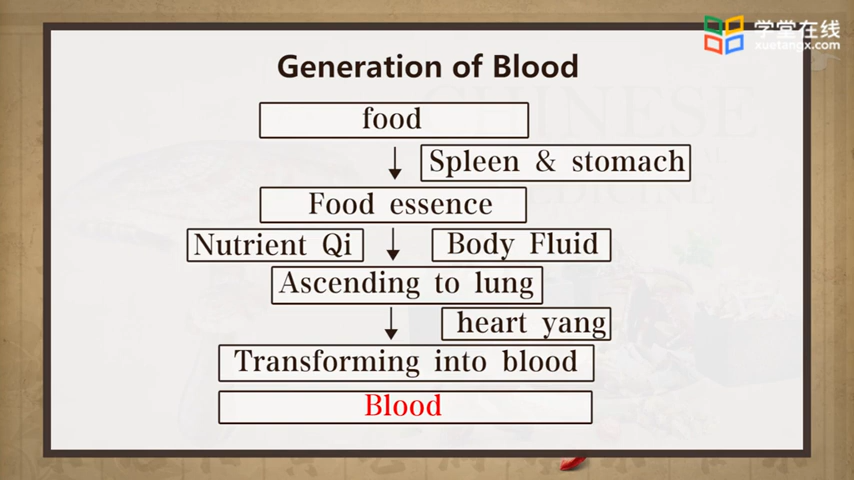 学堂在线
xuetangx.com
Generation of Blood
food
Spleen & stomach
Food essence
Nutrient Qi
Body Fluid
Ascending to lung
heart yang
Transforming into blood
Blood